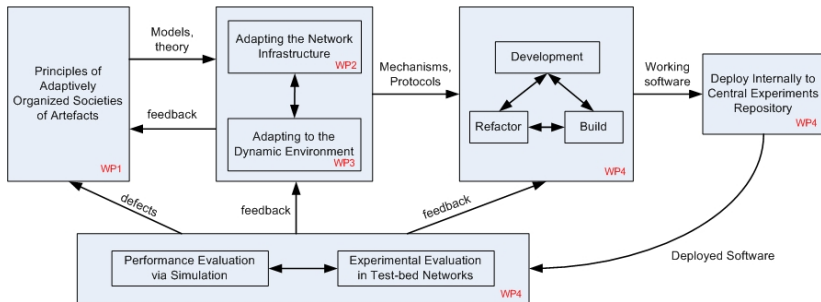 Principles of
Adaptively
Organized Societies
of Artefacts
WP1
Models,
theory
feedback
Adapting the Network
Infrastructure
WP2
Adapting to the
Dynamic Environment
WP3
Mechanisms,
Protocols
Development
Refactor
Build
WP4
Working
software
Deploy Internally to
Central Experiments
Repository
WP4
defects
feedback
feedback
Deployed Software
Performance Evaluation
via Simulation
Experimental Evaluation
in Test-bed Networks
WP4